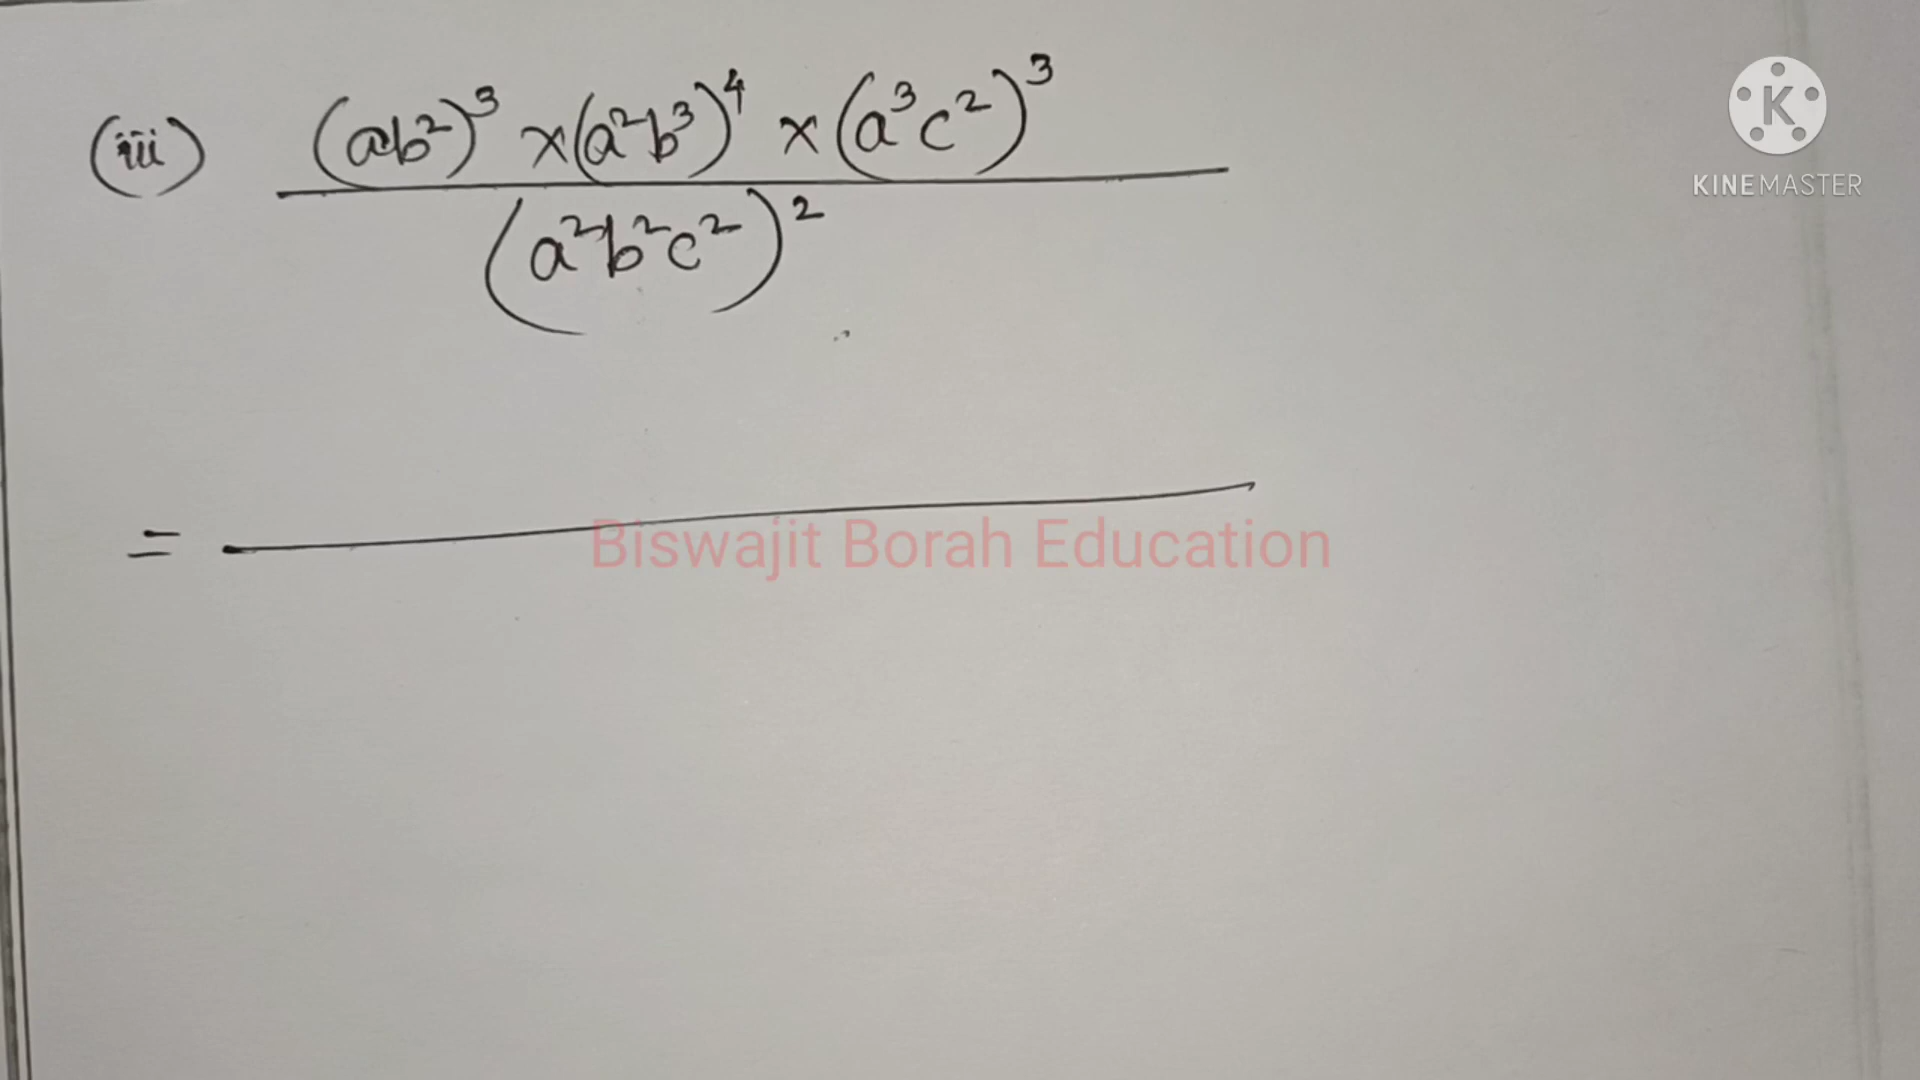 (iii) (ab²)³ × (a²b³)⁴ × (a³c²)³
(a²b²c²)²
=
KINEMASTER
Biswajit Borah Education